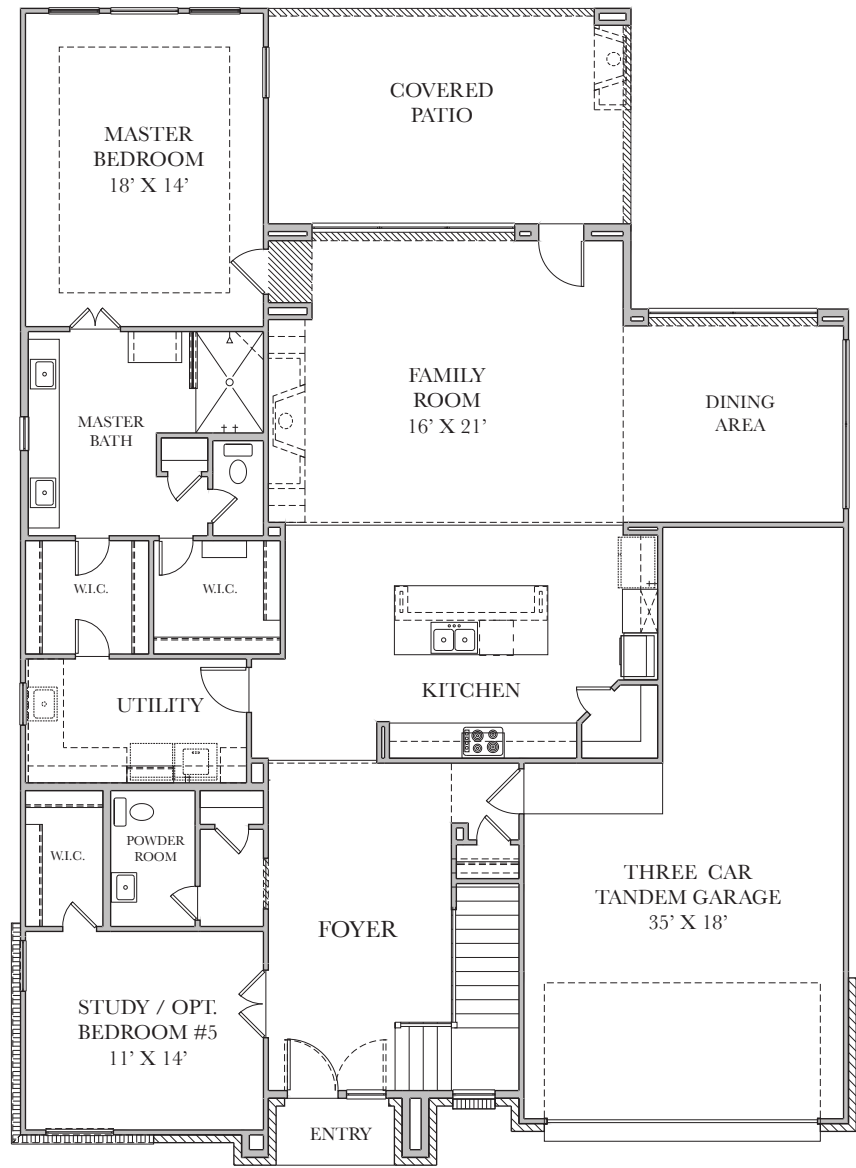 COVERED
PATIO
MASTER
BEDROOM
18’ X 14’
FAMILY
ROOM
16’ X 21’
DINING
AREA
MASTER
BATH
W.I.C.
W.I.C.
KITCHEN
UTILITY
W.I.C.
POWDER
ROOM
THREE CAR
TANDEM GARAGE
35’ X 18’
FOYER
STUDY / OPT.
BEDROOM #5
11’ X 14’
ENTRY